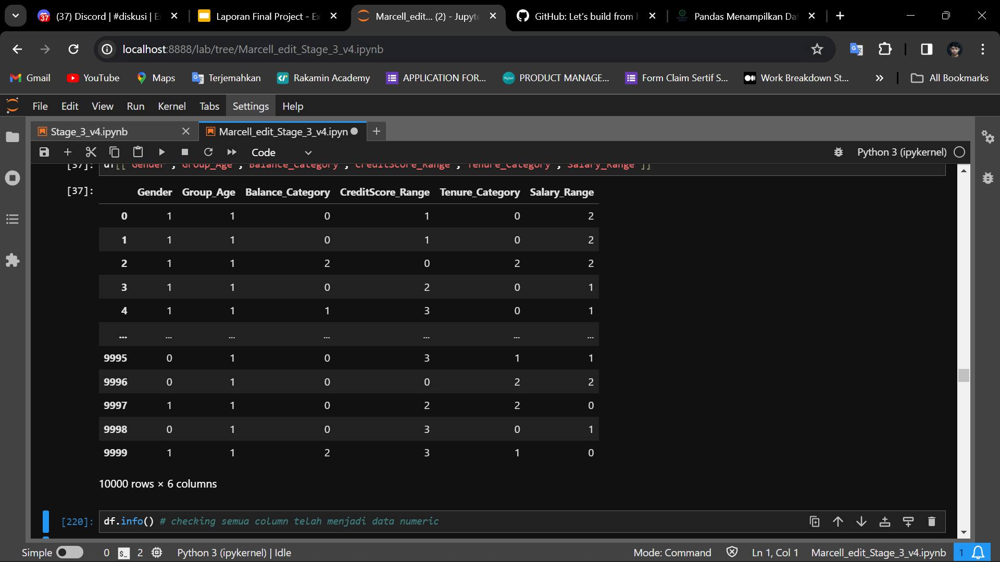 (37) Discord | #diskusi | E
Laporan Final Project - Ex
Marcell_edit... (2) - Jupyte
GitHub: Let's build from h
Pandas Menampilkan Dat
localhost:8888/lab/tree/Marcell_edit_Stage_3_v4.ipynb
Gmail YouTube Maps Terjemahkan Rakamin Academy APPLICATION FOR... PRODUCT MANAGE... Form Claim Sertif S... Work Breakdown St... » All Bookmarks
File Edit View Run Kernel Tabs Settings Help
Stage_3_v4.ipynb
Marcell_edit_Stage_3_v4.ipyn
Code
Python 3 (ipykernel)
[37]: df[['Gender', 'Group_Age', 'Balance_Category', 'CreditScore_Range', 'Tenure_Category', 'Salary_Range']]
[37]: Gender Group_Age Balance_Category CreditScore_Range Tenure_Category Salary_Range
0 1 1 0 1 0 2
1 1 1 0 1 0 2
2 1 1 2 0 2 2
3 1 1 0 2 0 1
4 1 1 1 3 0 1
... ... ... ... ... ... ...
9995 0 1 0 3 1 1
9996 0 1 0 0 2 2
9997 1 1 0 2 2 0
9998 0 1 0 3 0 1
9999 1 1 2 3 1 0
10000 rows × 6 columns
[220]: df.info() # checking semua column telah menjadi data numeric
Simple 0 $_ 2 Python 3 (ipykernel) | Idle
Mode: Command Ln 1, Col 1 Marcell_edit_Stage_3_v4.ipynb 1